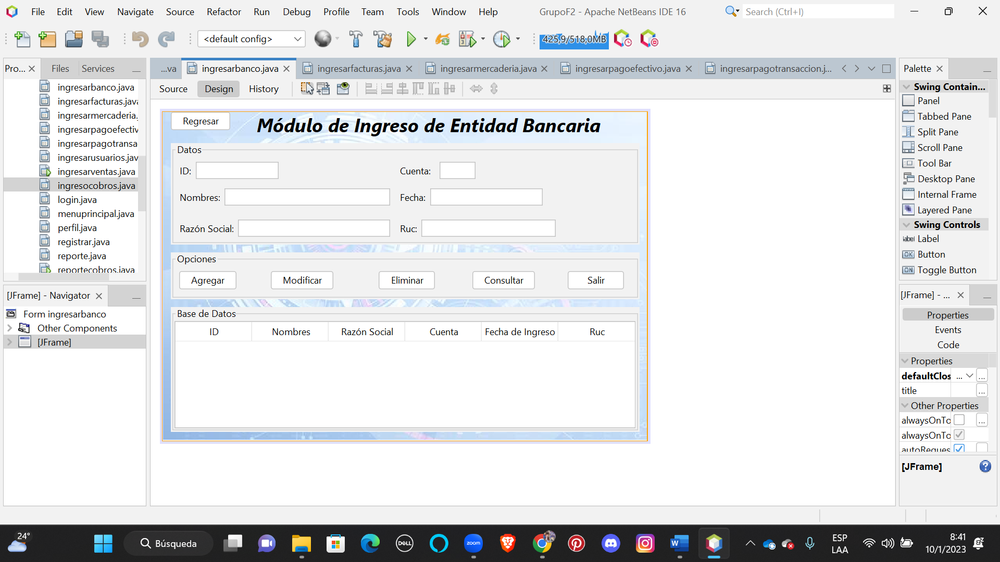 File Edit View Navigate Source Refactor Run Debug Profile Team Tools Window Help
GrupoF2 - Apache NetBeans IDE 16
Search (Ctrl+I)
<default config>
425,9/518,0MB
Pro... Files Services
...va ingresarbanco.java ingresarfacturas.java ingresarmercaderia.java ingresarpagoefectivo.java ingresarpagotransaccion.j...
Source Design History
ingresarbanco.java
ingresarfacturas.java
ingresarmercaderia.
ingresarpagoefectiv
ingresarpagotransa
ingresarusuarios.jav
ingresarventas.java
ingresocobros.java
login.java
menuprincipal.java
perfil.java
registrar.java
reporte.java
reportecobros.java
[JFrame] - Navigator
Form ingresarbanco
Other Components
[JFrame]
Regresar
Módulo de Ingreso de Entidad Bancaria
Datos
ID: Cuenta:
Nombres: Fecha:
Razón Social: Ruc:
Opciones
Agregar Modificar Eliminar Consultar Salir
Base de Datos
ID Nombres Razón Social Cuenta Fecha de Ingreso Ruc
Palette
Swing Contain...
Panel
Tabbed Pane
Split Pane
Scroll Pane
Tool Bar
Desktop Pane
Internal Frame
Layered Pane
Swing Controls
label Label
OK Button
ON Toggle Button
[JFrame] - ...
Properties
Events
Code
Properties
defaultClos ... ...
title ...
Other Properties
alwaysOnTo ...
alwaysOnTo
autoReques
[JFrame]
24°
Búsqueda
DELL
zoom
ESP
LAA
8:41
10/1/2023